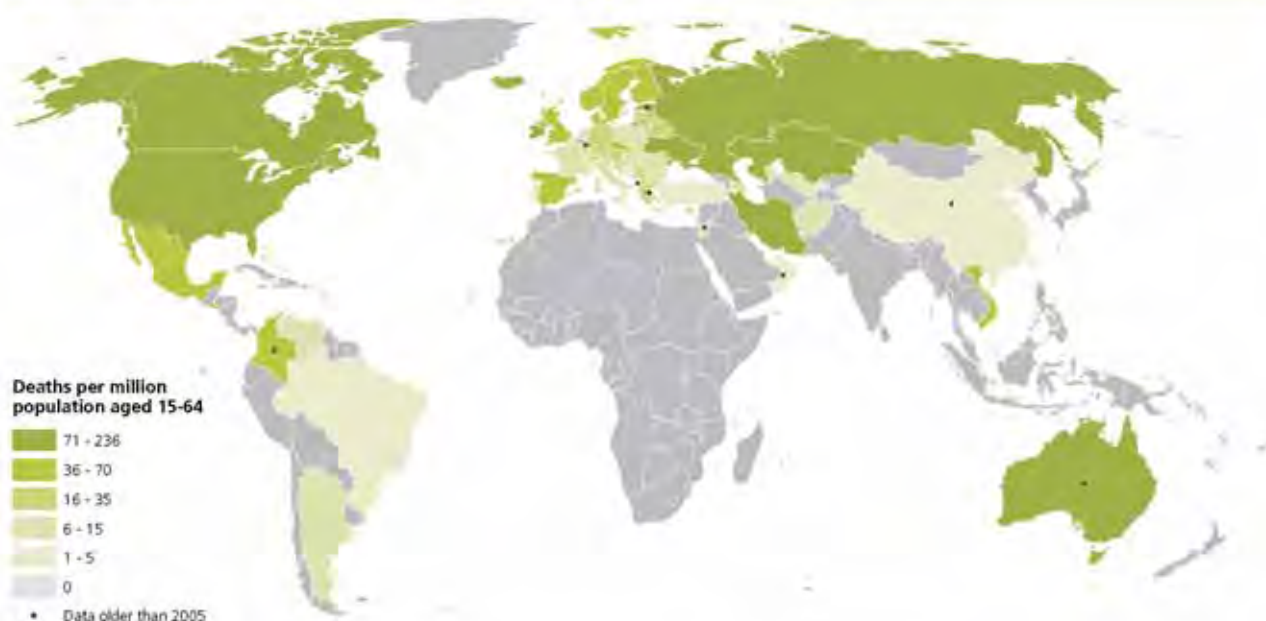 Deaths per million
population aged 15-64
71 - 236
36 - 70
16 - 35
6 - 15
1 - 5
0
• Data older than 2005